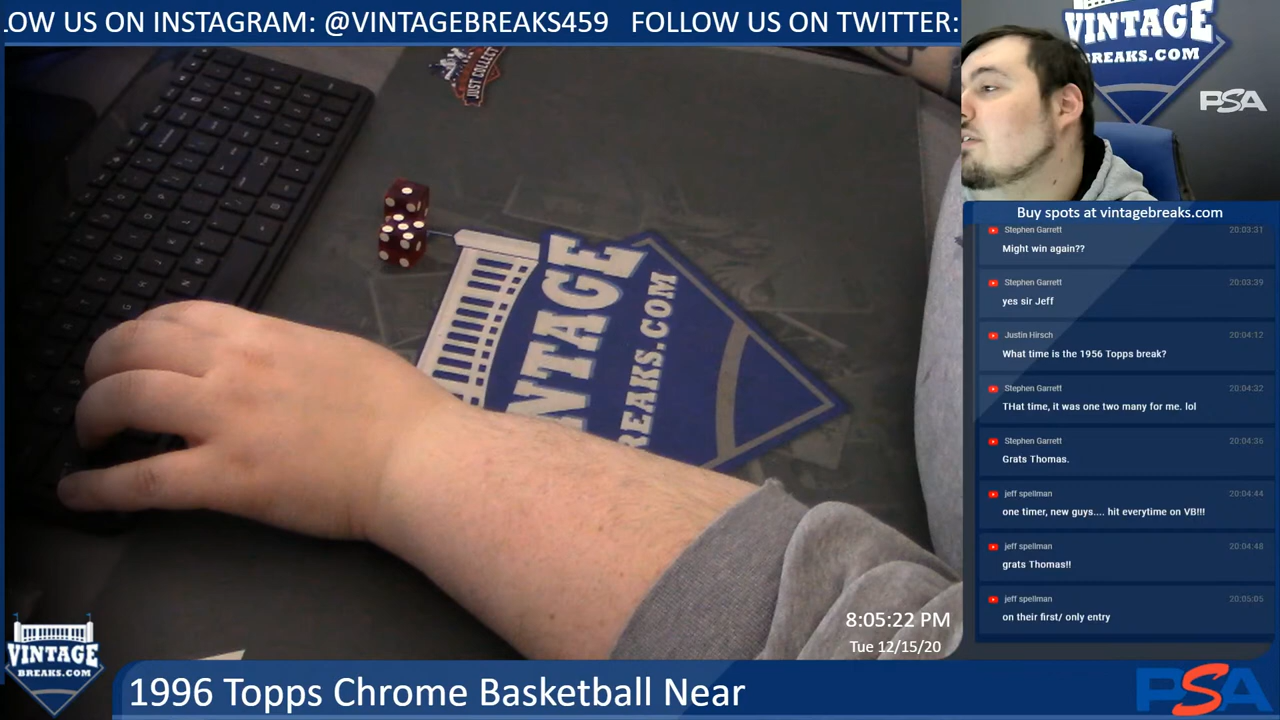 LOW US ON INSTAGRAM: @VINTAGEBREAKS459 FOLLOW US ON TWITTER:
JUST COLLECT
VINTAGE
BREAKS.COM
PSA
Buy spots at vintagebreaks.com
Stephen Garrett 20:03:31
Might win again??
Stephen Garrett 20:03:39
yes sir Jeff
Justin Hirsch 20:04:12
What time is the 1956 Topps break?
Stephen Garrett 20:04:32
THat time, it was one two many for me. lol
Stephen Garrett 20:04:36
Grats Thomas.
jeff spellman 20:04:44
one timer, new guys.... hit everytime on VB!!!
jeff spellman 20:04:48
grats Thomas!!
jeff spellman 20:05:05
on their first/ only entry
NTAGE
REAKS.COM
8:05:22 PM
Tue 12/15/20
VINTAGE
BREAKS.COM
1996 Topps Chrome Basketball Near
PSA